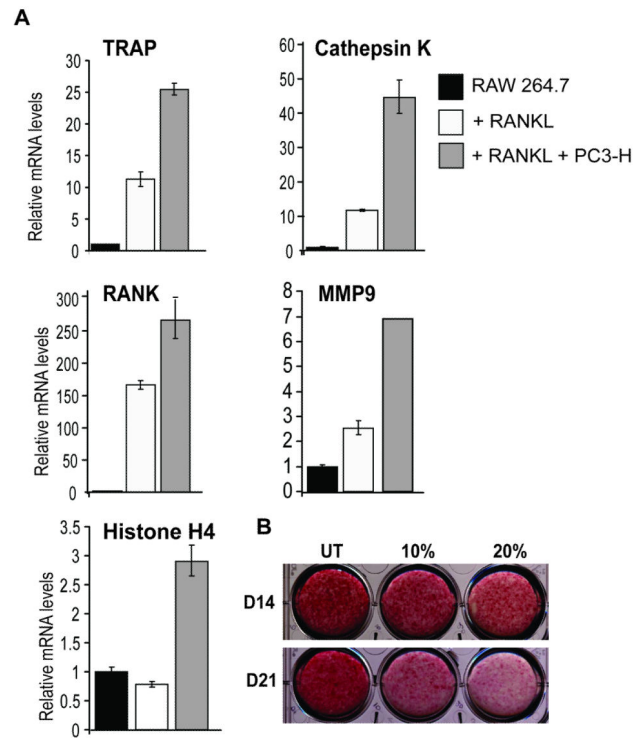 A
TRAP
Relative mRNA levels
30
25
20
15
10
5
0
Cathepsin K
60
50
40
30
20
10
0
RAW 264.7
+ RANKL
+ RANKL + PC3-H
RANK
Relative mRNA levels
300
250
200
150
100
50
0
MMP9
8
7
6
5
4
3
2
1
0
Histone H4
Relative mRNA levels
3.5
3
2.5
2
1.5
1
0.5
0
B
UT 10% 20%
D14
D21